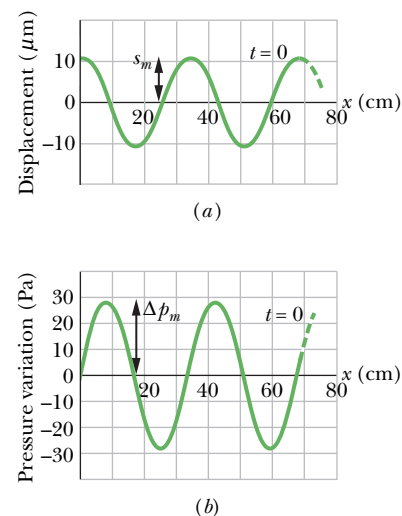 Displacement (μm)
10
0
–10
s_m
t = 0
20
40
60
80
x (cm)
(a)
Pressure variation (Pa)
30
20
10
0
–10
–20
–30
Δp_m
t = 0
20
40
60
80
x (cm)
(b)